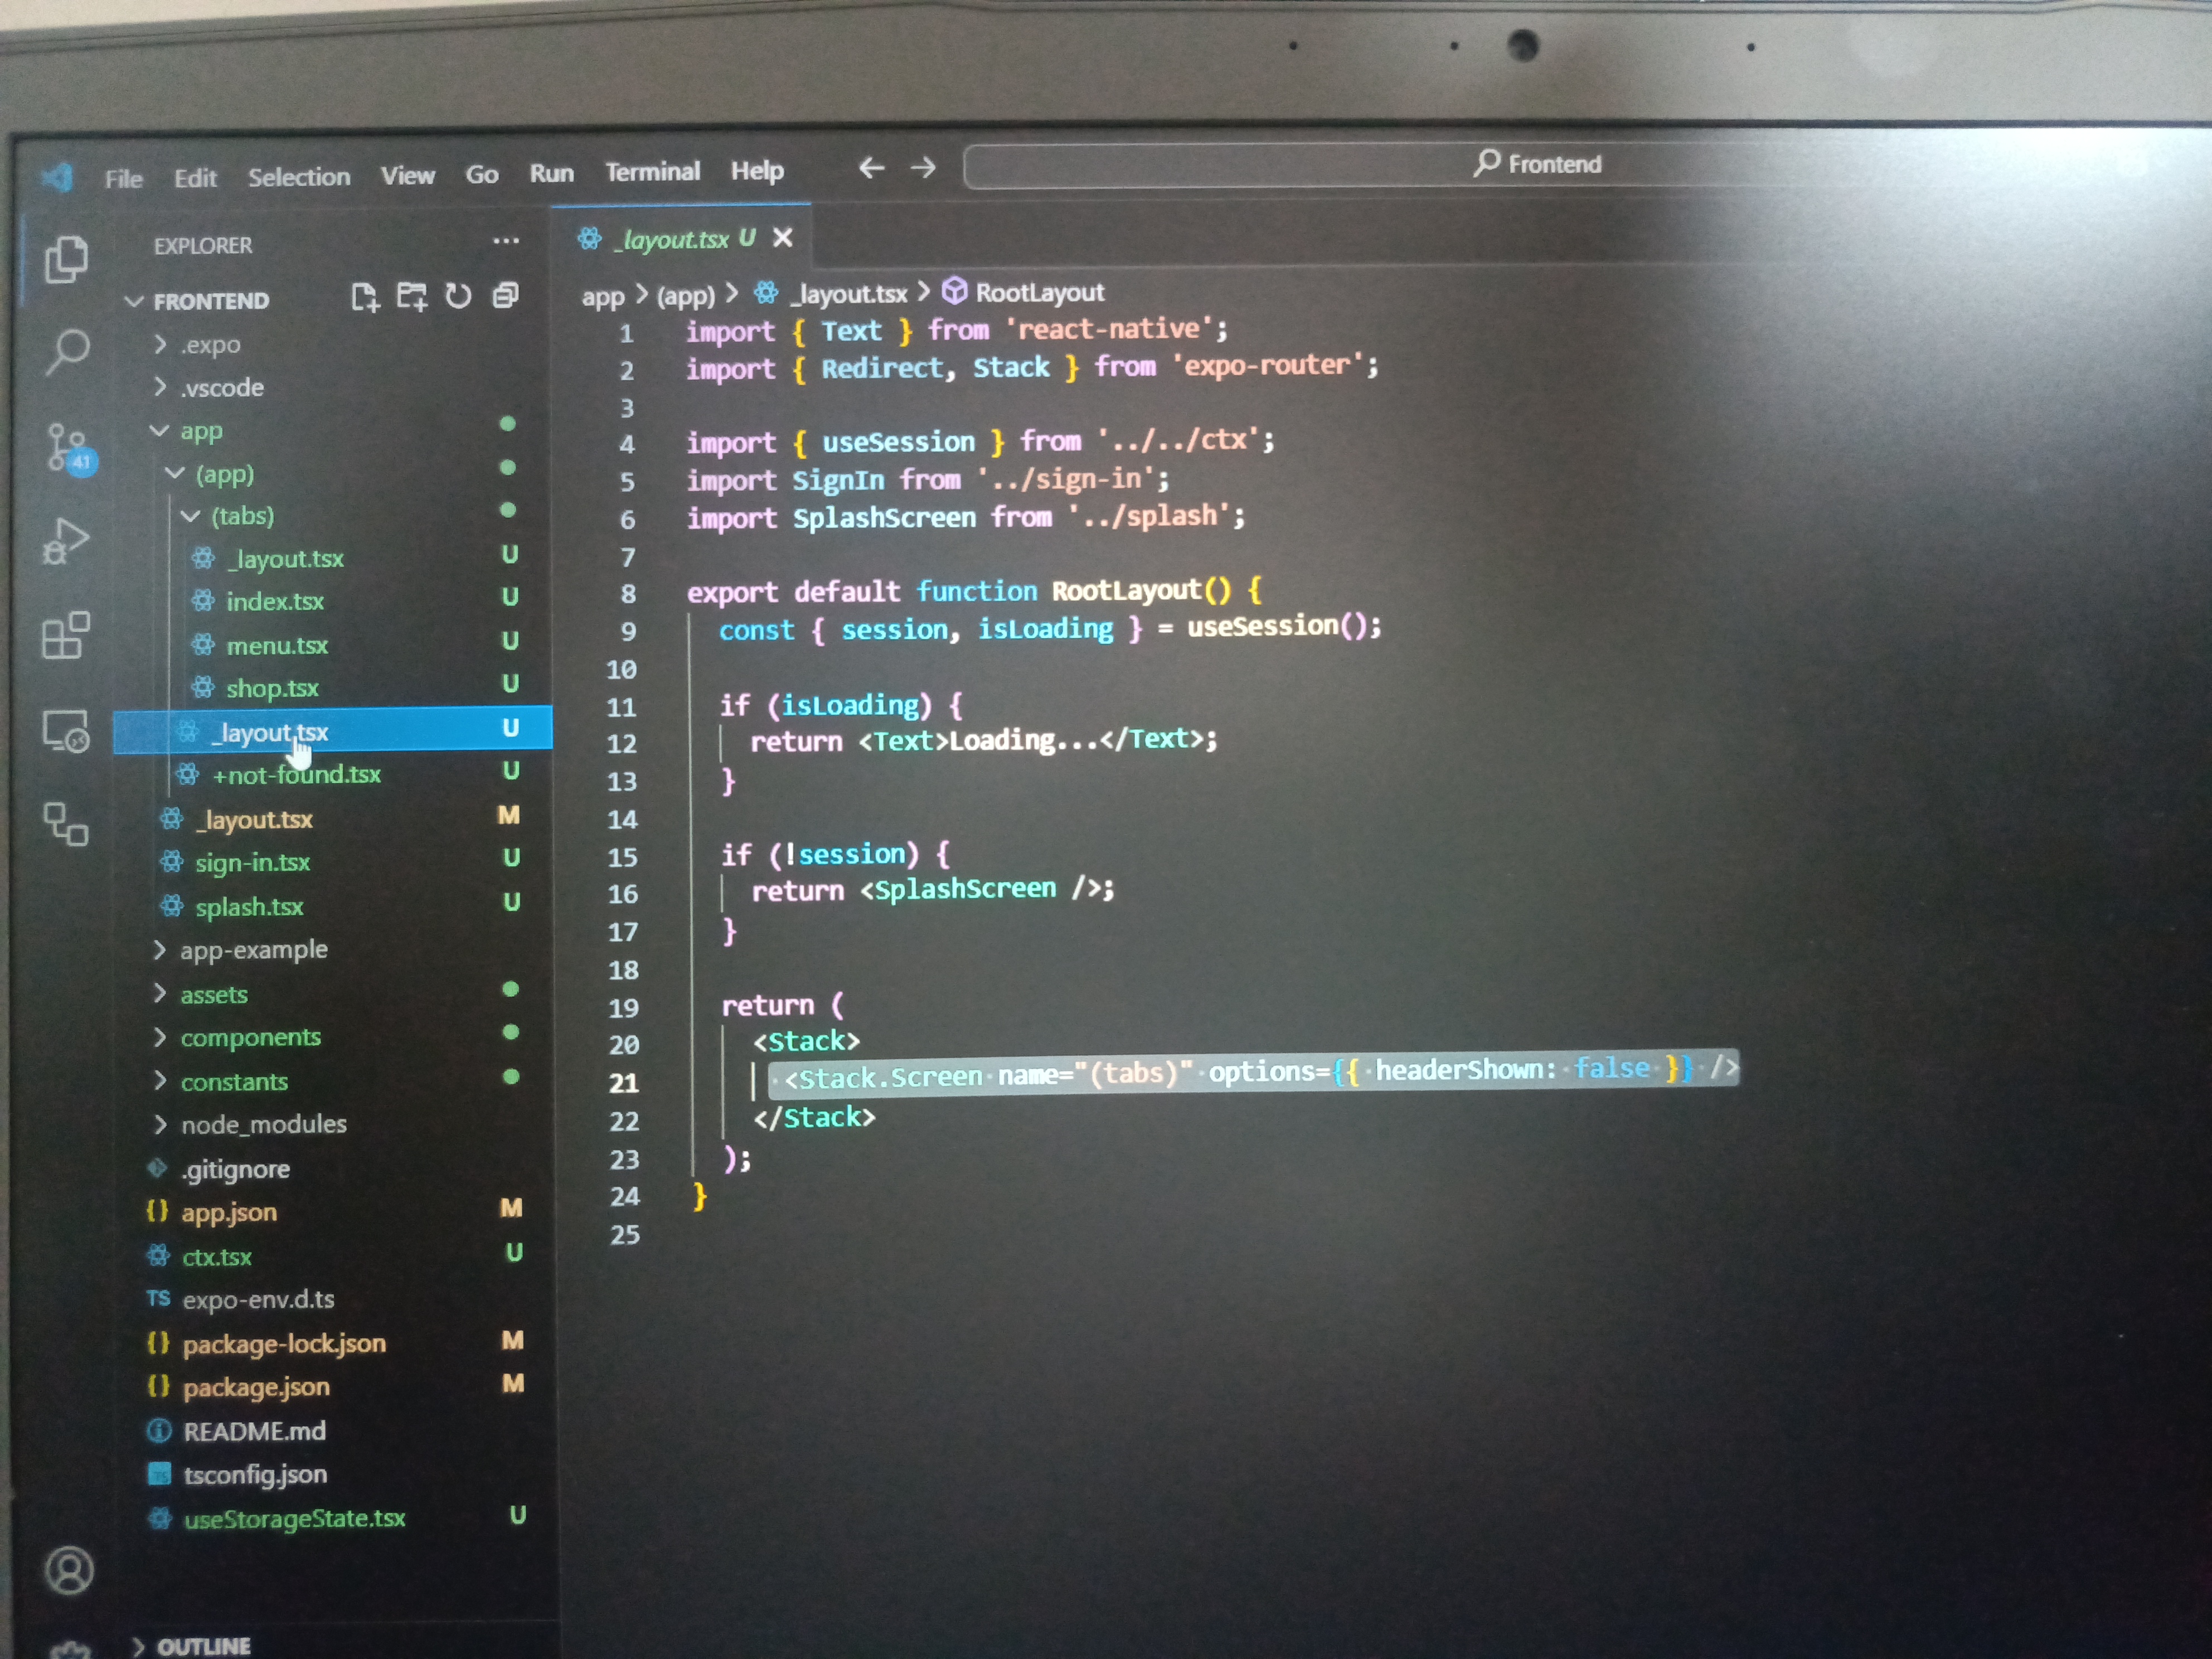 File Edit Selection View Go Run Terminal Help
Frontend
EXPLORER
FRONTEND
.expo
.vscode
app
(app)
(tabs)
_layout.tsx U
index.tsx U
menu.tsx U
shop.tsx U
_layout.tsx U
+not-found.tsx U
_layout.tsx M
sign-in.tsx U
splash.tsx U
app-example
assets
components
constants
node_modules
.gitignore
{} app.json M
ctx.tsx U
TS expo-env.d.ts
{} package-lock.json M
{} package.json M
README.md
TS tsconfig.json
useStorageState.tsx U
OUTLINE
41
_layout.tsx U
app > (app) > _layout.tsx > RootLayout
1 import { Text } from 'react-native';
2 import { Redirect, Stack } from 'expo-router';
3
4 import { useSession } from '../../ctx';
5 import SignIn from '../sign-in';
6 import SplashScreen from '../splash';
7
8 export default function RootLayout() {
9 const { session, isLoading } = useSession();
10
11 if (isLoading) {
12 return <Text>Loading...</Text>;
13 }
14
15 if (!session) {
16 return <SplashScreen />;
17 }
18
19 return (
20 <Stack>
21 <Stack.Screen name="(tabs)" options={{ headerShown: false }} />
22 </Stack>
23 );
24 }
25